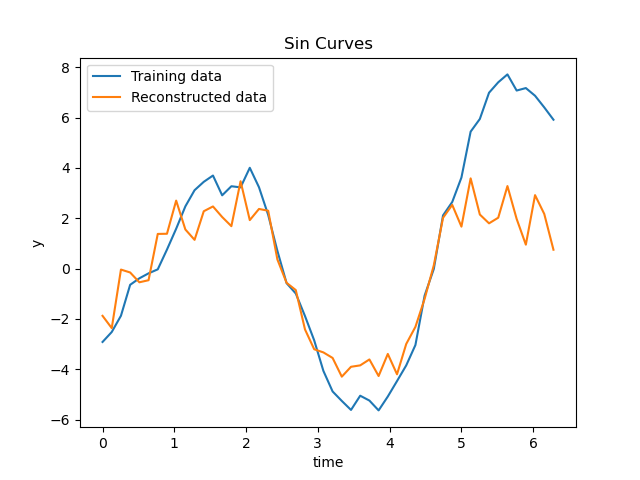 Sin Curves
Training data
Reconstructed data
8
6
4
2
0
−2
−4
−6
y
0 1 2 3 4 5 6
time